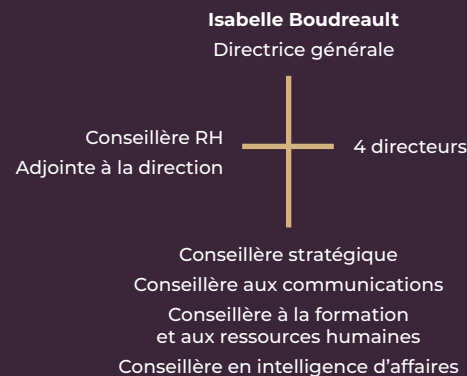 Isabelle Boudreault
Directrice générale
Conseillère RH
Adjointe à la direction
4 directeurs
Conseillère stratégique
Conseillère aux communications
Conseillère à la formation
et aux ressources humaines
Conseillère en intelligence d’affaires